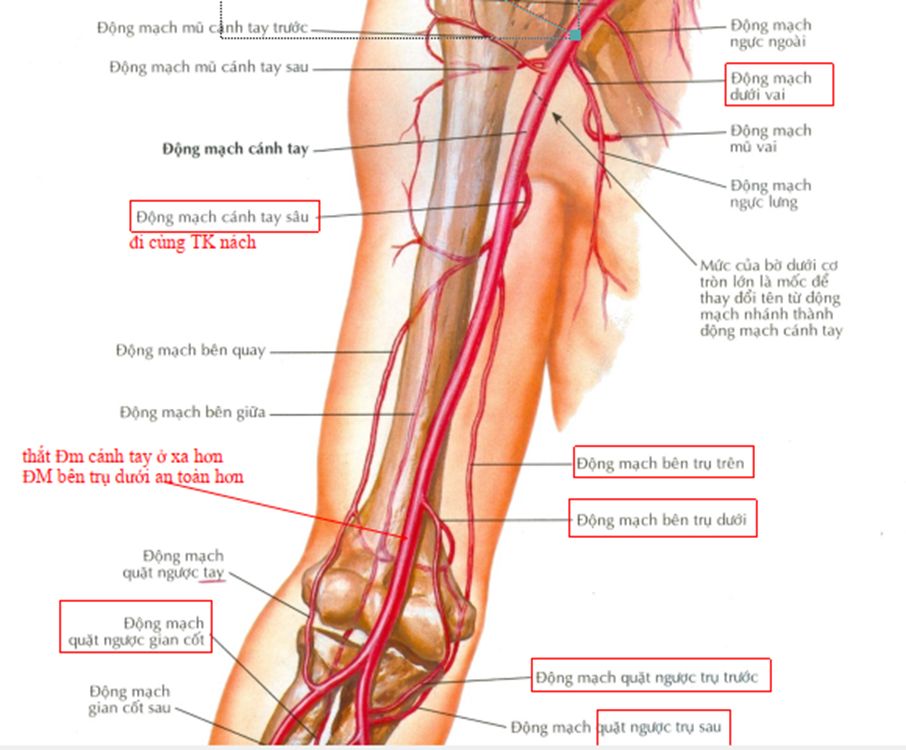 Động mạch mũ cánh tay trước
Động mạch mũ cánh tay sau
Động mạch cánh tay
Động mạch cánh tay sâu
đi cùng TK nách
Động mạch bên quay
Động mạch bên giữa
thắt Đm cánh tay ở xa hơn
ĐM bên trụ dưới an toàn hơn
Động mạch
quặt ngược tay
Động mạch
quặt ngược gian cốt
Động mạch
gian cốt sau
Động mạch
ngực ngoài
Động mạch
dưới vai
Động mạch
mũ vai
Động mạch
ngực lưng
Mức của bờ dưới cơ
tròn lớn là mốc để
thay đổi tên từ động
mạch nhánh thành
động mạch cánh tay
Động mạch bên trụ trên
Động mạch bên trụ dưới
Động mạch quặt ngược trụ trước
Động mạch quặt ngược trụ sau